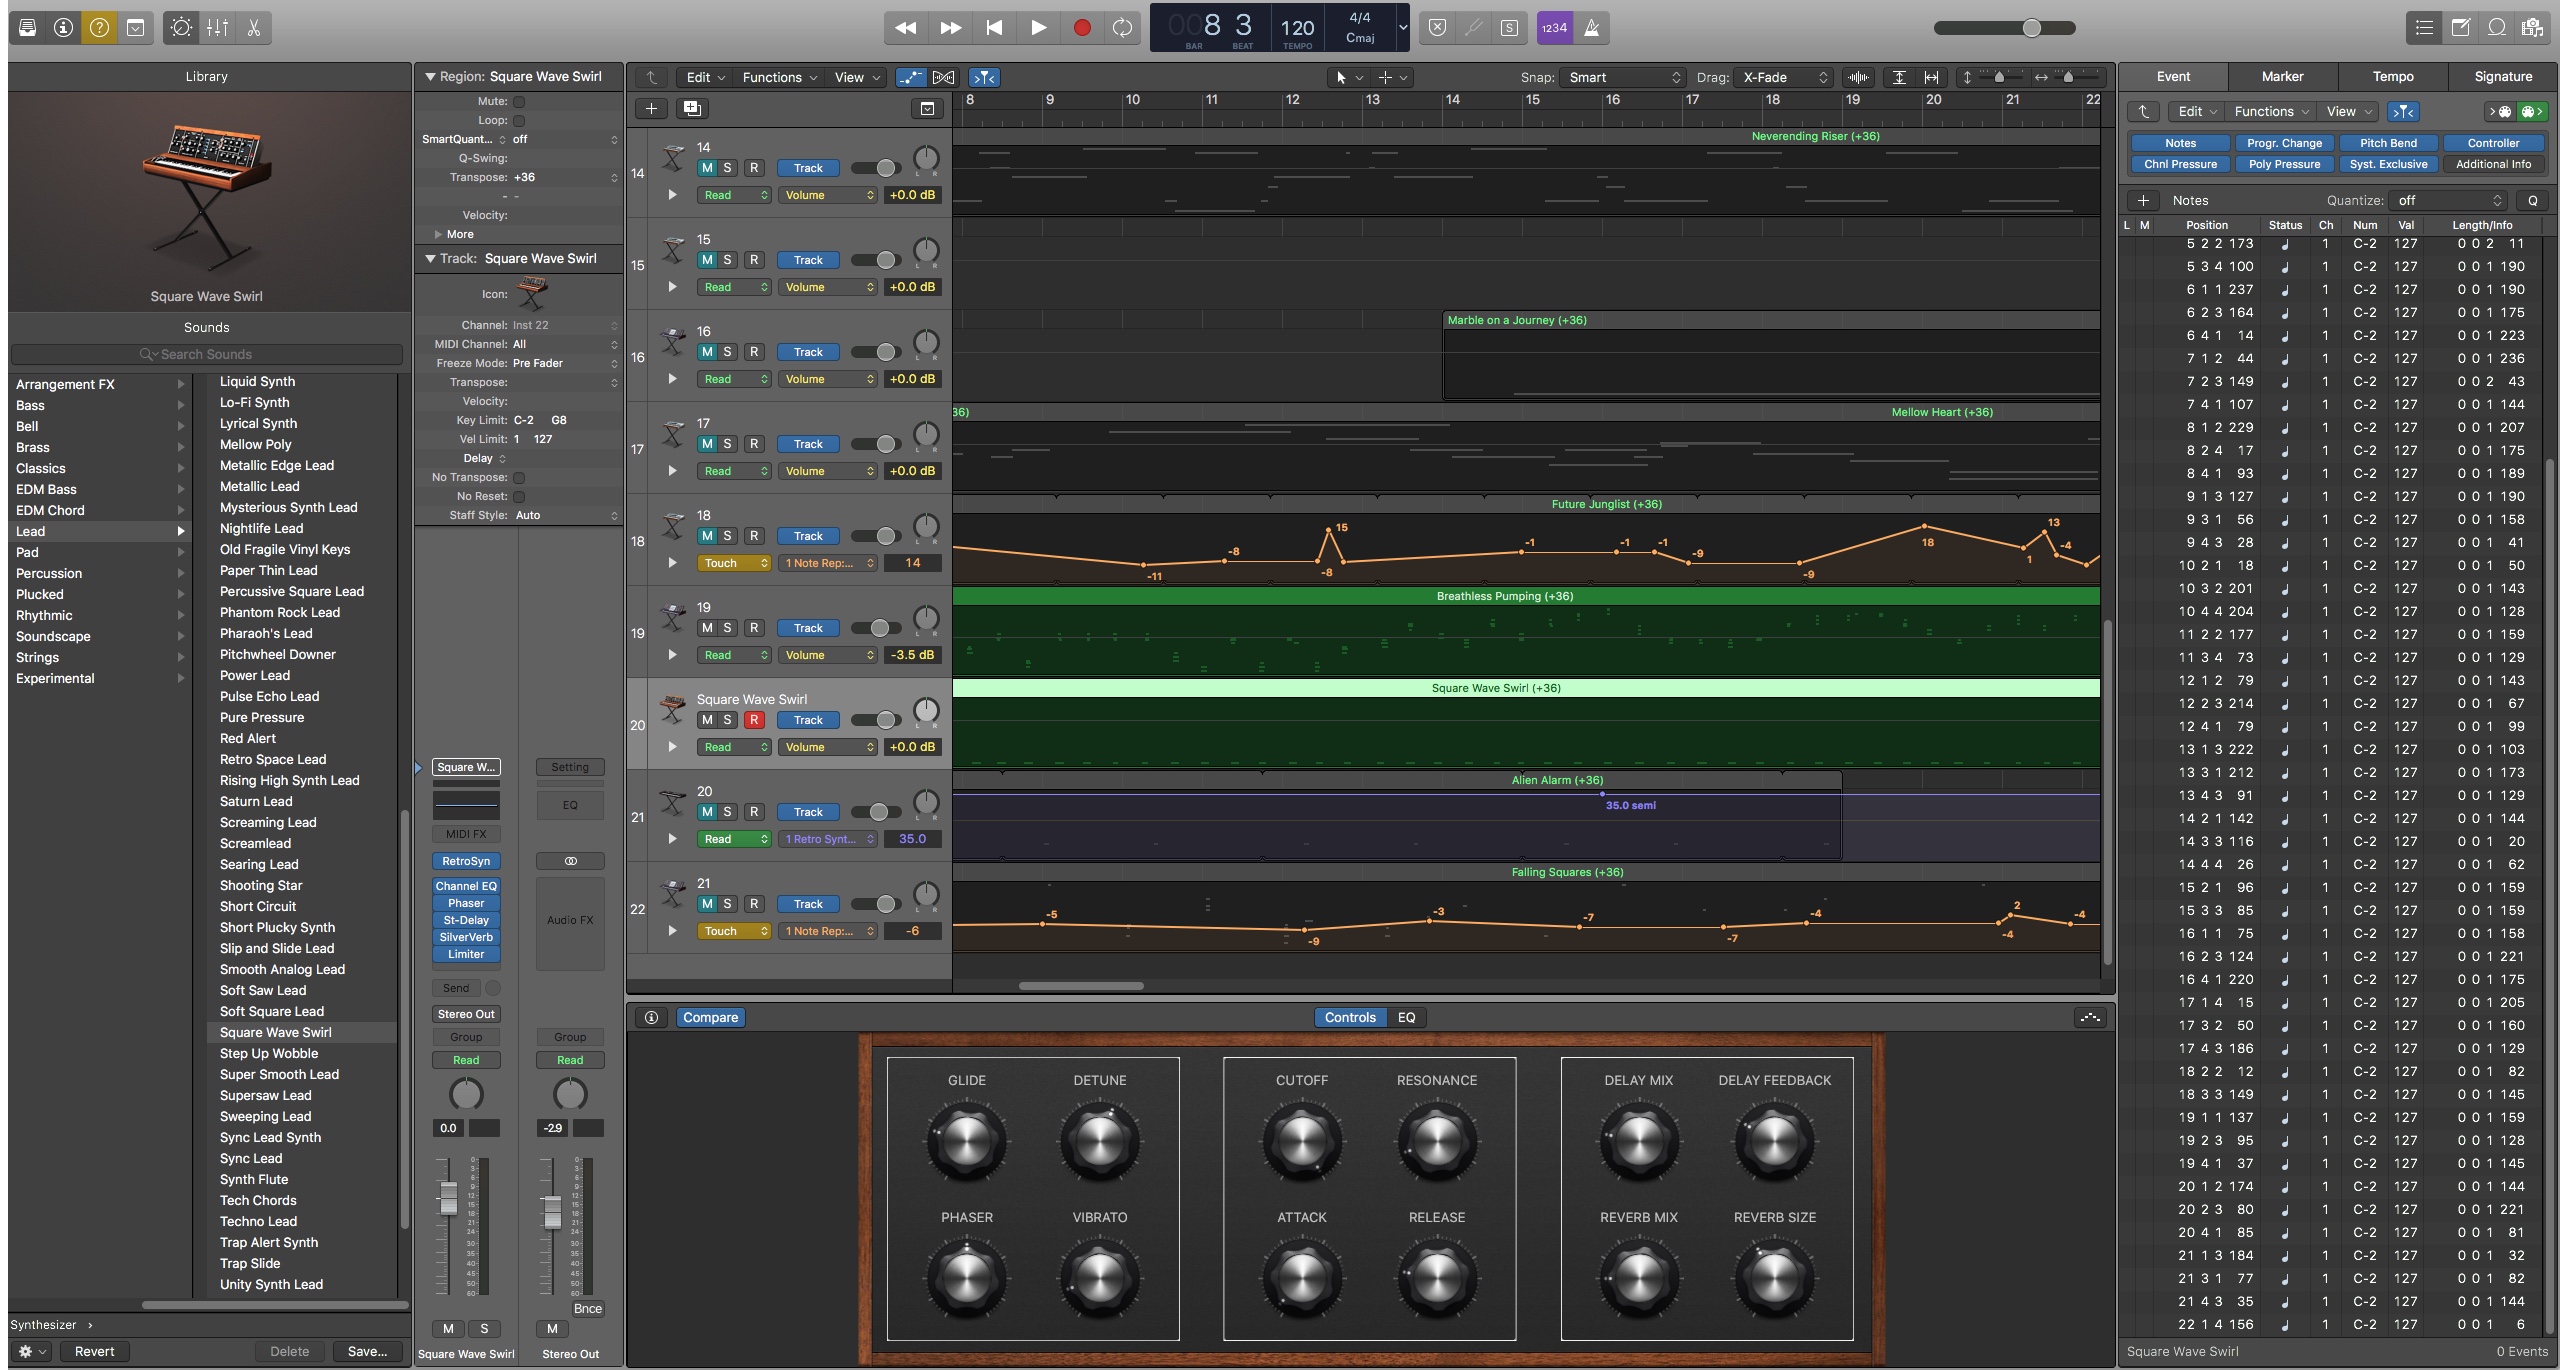 1234
8 3
BAR BEAT
120
TEMPO
4/4
Cmaj
S
Library
Square Wave Swirl
Sounds
Search Sounds
Arrangement FX
Bass
Bell
Brass
Classics
EDM Bass
EDM Chord
Lead
Pad
Percussion
Plucked
Rhythmic
Soundscape
Strings
Experimental
Liquid Synth
Lo-Fi Synth
Lyrical Synth
Mellow Poly
Metallic Edge Lead
Metallic Lead
Mysterious Synth Lead
Nightlife Lead
Old Fragile Vinyl Keys
Paper Thin Lead
Percussive Square Lead
Phantom Rock Lead
Pharaoh's Lead
Pitchwheel Downer
Power Lead
Pulse Echo Lead
Pure Pressure
Red Alert
Retro Space Lead
Rising High Synth Lead
Saturn Lead
Screaming Lead
Screamlead
Searing Lead
Shooting Star
Short Circuit
Short Plucky Synth
Slip and Slide Lead
Smooth Analog Lead
Soft Saw Lead
Soft Square Lead
Square Wave Swirl
Step Up Wobble
Super Smooth Lead
Supersaw Lead
Sweeping Lead
Sync Lead Synth
Sync Lead
Synth Flute
Tech Chords
Techno Lead
Trap Alert Synth
Trap Slide
Unity Synth Lead
Synthesizer ›
Revert Delete Save...
Region: Square Wave Swirl
Mute:
Loop:
SmartQuant... off
Q-Swing:
Transpose: +36
- -
Velocity:
More
Track: Square Wave Swirl
Icon:
Channel: Inst 22
MIDI Channel: All
Freeze Mode: Pre Fader
Transpose:
Velocity:
Key Limit: C-2 G8
Vel Limit: 1 127
Delay
No Transpose:
No Reset:
Staff Style: Auto
Square W... Setting
EQ
MIDI FX
RetroSyn
Channel EQ
Phaser
St-Delay
SilverVerb
Limiter
Audio FX
Send
Stereo Out
Group Group
Read Read
0.0 -2.9
Bnce
M S M
Square Wave Swirl Stereo Out
Edit Functions View
Snap: Smart Drag: X-Fade
8 9 10 11 12 13 14 15 16 17 18 19 20 21 22
14 14
M S R Track
Read Volume +0.0 dB
Neverending Riser (+36)
15 15
M S R Track
Read Volume +0.0 dB
16 16
M S R Track
Read Volume +0.0 dB
Marble on a Journey (+36)
17 17
M S R Track
Read Volume +0.0 dB
36) Mellow Heart (+36)
18 18
M S R Track
Touch 1 Note Rep:... 14
Future Junglist (+36)
-11 -8 -8 15 -1 -1 -1 -9 -9 18 1 13 -4
19 19
M S R Track
Read Volume -3.5 dB
Breathless Pumping (+36)
20 Square Wave Swirl
M S R Track
Read Volume +0.0 dB
Square Wave Swirl (+36)
21 20
M S R Track
Read 1 Retro Synt... 35.0
Alien Alarm (+36)
35.0 semi
22 21
M S R Track
Touch 1 Note Rep:... -6
Falling Squares (+36)
-5 -9 -3 -7 -7 -4 -4 2 -4
Compare Controls EQ
GLIDE DETUNE CUTOFF RESONANCE DELAY MIX DELAY FEEDBACK
PHASER VIBRATO ATTACK RELEASE REVERB MIX REVERB SIZE
Event Marker Tempo Signature
Edit Functions View
Notes Progr. Change Pitch Bend Controller
Chnl Pressure Poly Pressure Syst. Exclusive Additional Info
Notes Quantize: off Q
L M Position Status Ch Num Val Length/Info
5 2 2 173 1 C-2 127 0 0 2 11
5 3 4 100 1 C-2 127 0 0 1 190
6 1 1 237 1 C-2 127 0 0 1 190
6 2 3 164 1 C-2 127 0 0 1 175
6 4 1 14 1 C-2 127 0 0 1 223
7 1 2 44 1 C-2 127 0 0 1 236
7 2 3 149 1 C-2 127 0 0 2 43
7 4 1 107 1 C-2 127 0 0 1 144
8 1 2 229 1 C-2 127 0 0 1 207
8 2 4 17 1 C-2 127 0 0 1 175
8 4 1 93 1 C-2 127 0 0 1 189
9 1 3 127 1 C-2 127 0 0 1 190
9 3 1 56 1 C-2 127 0 0 1 158
9 4 3 28 1 C-2 127 0 0 1 41
10 2 1 18 1 C-2 127 0 0 1 50
10 3 2 201 1 C-2 127 0 0 1 143
10 4 4 204 1 C-2 127 0 0 1 128
11 2 2 177 1 C-2 127 0 0 1 159
11 3 4 73 1 C-2 127 0 0 1 129
12 1 2 79 1 C-2 127 0 0 1 143
12 2 3 214 1 C-2 127 0 0 1 67
12 4 1 79 1 C-2 127 0 0 1 99
13 1 3 222 1 C-2 127 0 0 1 103
13 3 1 212 1 C-2 127 0 0 1 173
13 4 3 91 1 C-2 127 0 0 1 129
14 2 1 142 1 C-2 127 0 0 1 144
14 3 3 116 1 C-2 127 0 0 1 20
14 4 4 26 1 C-2 127 0 0 1 62
15 2 1 96 1 C-2 127 0 0 1 159
15 3 3 85 1 C-2 127 0 0 1 159
16 1 1 75 1 C-2 127 0 0 1 158
16 2 3 124 1 C-2 127 0 0 1 221
16 4 1 220 1 C-2 127 0 0 1 175
17 1 4 15 1 C-2 127 0 0 1 205
17 3 2 50 1 C-2 127 0 0 1 160
17 4 3 186 1 C-2 127 0 0 1 129
18 2 2 12 1 C-2 127 0 0 1 82
18 3 3 149 1 C-2 127 0 0 1 145
19 1 1 137 1 C-2 127 0 0 1 159
19 2 3 95 1 C-2 127 0 0 1 128
19 4 1 37 1 C-2 127 0 0 1 145
20 1 2 174 1 C-2 127 0 0 1 144
20 2 3 80 1 C-2 127 0 0 1 221
20 4 1 85 1 C-2 127 0 0 1 81
21 1 3 184 1 C-2 127 0 0 1 32
21 3 1 77 1 C-2 127 0 0 1 82
21 4 3 35 1 C-2 127 0 0 1 144
22 1 4 156 1 C-2 127 0 0 1 6
Square Wave Swirl 0 Events